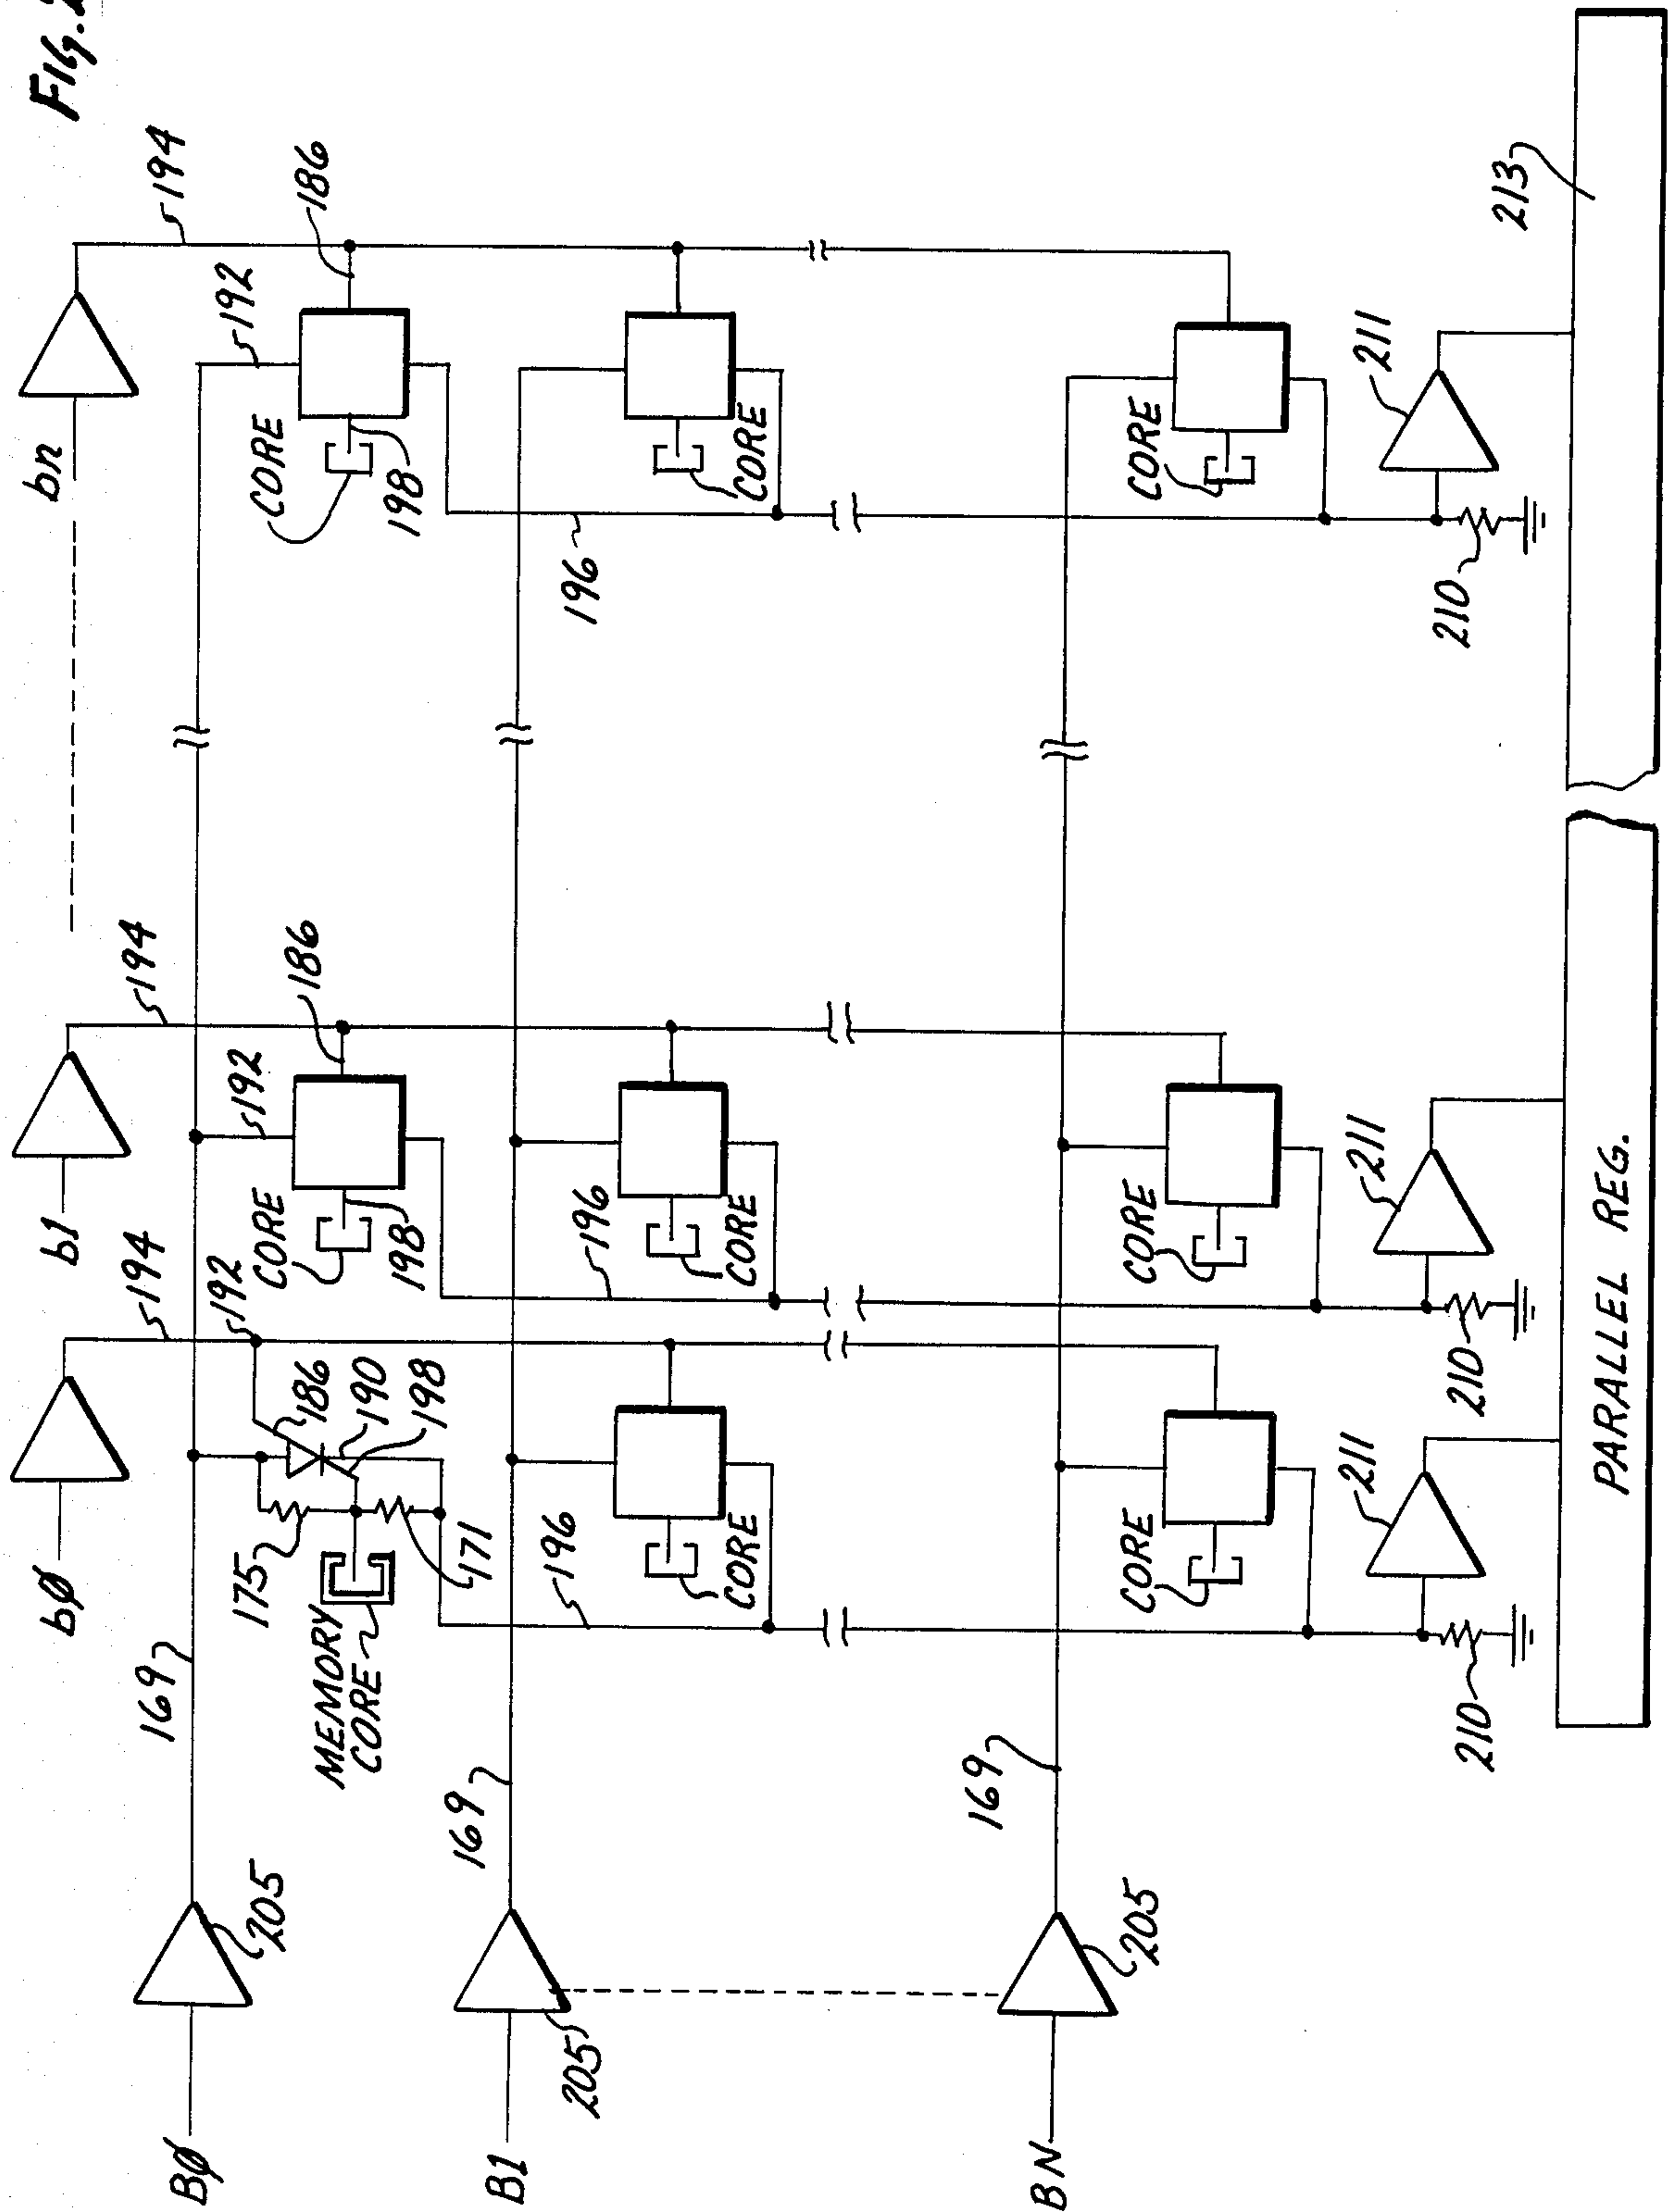 FIG.
bØ
b1
bn
194
194
194
169
BØ
192
192
192
205
186
186
186
190
198
175
171
MEMORY
CORE
CORE
CORE
198
198
169
B1
205
196
196
196
CORE
CORE
CORE
169
BN
205
CORE
CORE
CORE
211
211
211
210
210
210
213
PARALLEL REG.